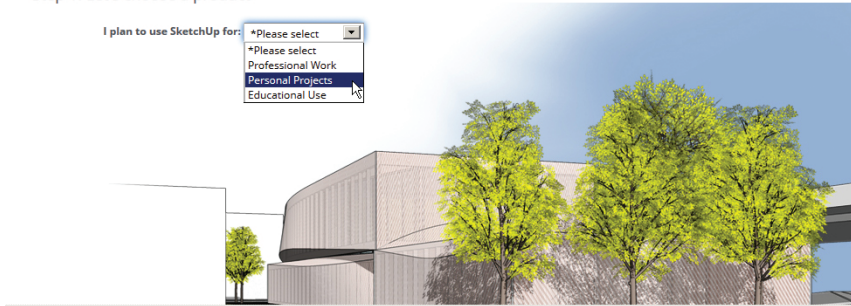 I plan to use SketchUp for: *Please select
*Please select
Professional Work
Personal Projects
Educational Use